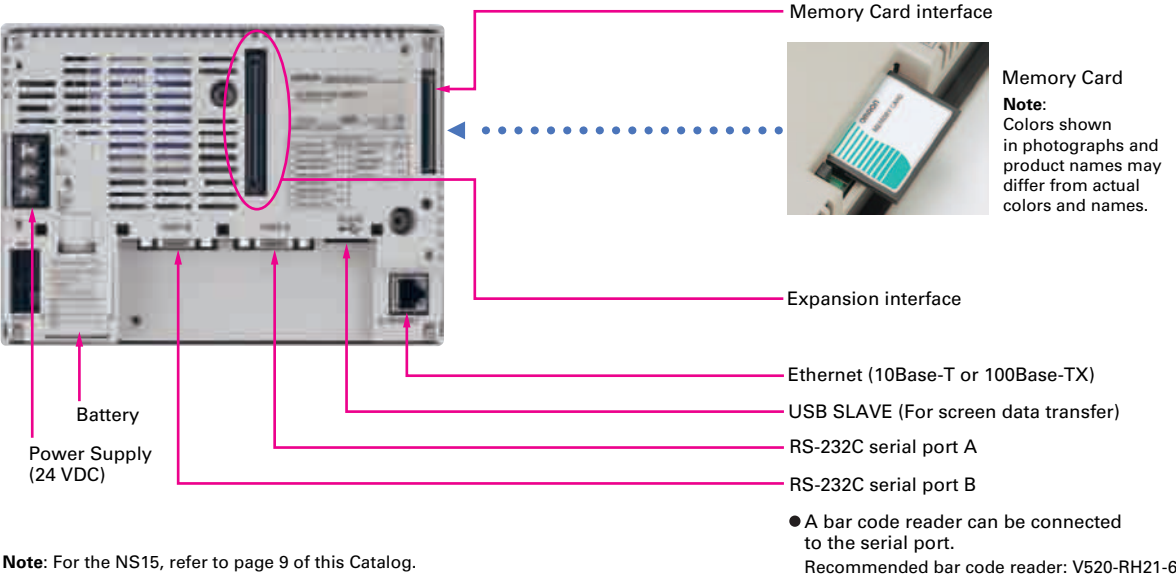 Memory Card interface
OMRON
MEMORY CARD
Memory Card
Note:
Colors shown
in photographs and
product names may
differ from actual
colors and names.
Expansion interface
Ethernet (10Base-T or 100Base-TX)
USB SLAVE (For screen data transfer)
RS-232C serial port A
RS-232C serial port B
Battery
Power Supply
(24 VDC)
● A bar code reader can be connected
to the serial port.
Recommended bar code reader: V520-RH21-6
Note: For the NS15, refer to page 9 of this Catalog.